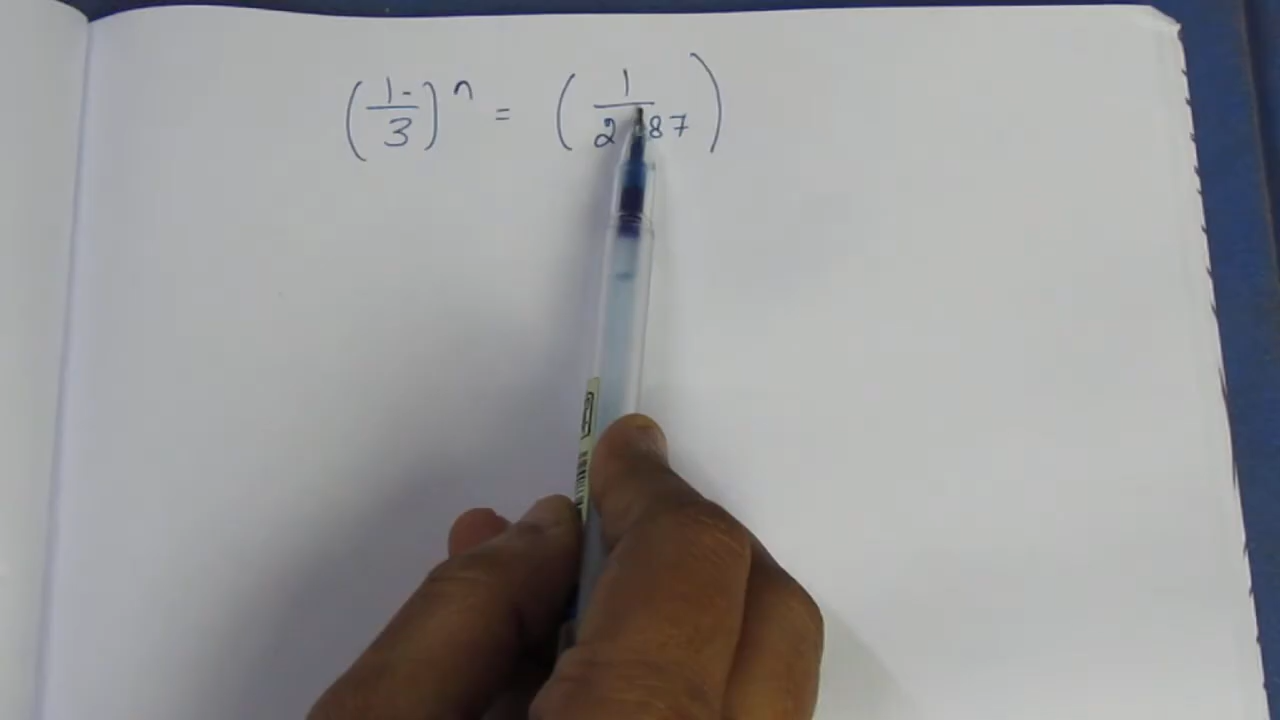 (1/3)^n = (1/2 87)